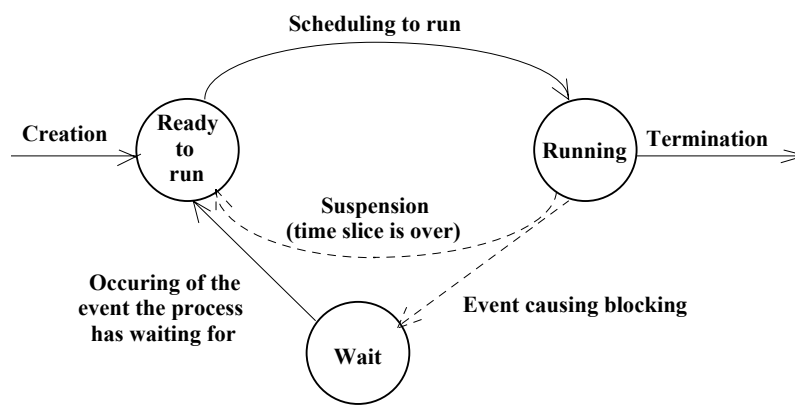 Scheduling to run
Creation
Ready
to
run
Running
Termination
Suspension
(time slice is over)
Occuring of the
event the process
has waiting for
Event causing blocking
Wait